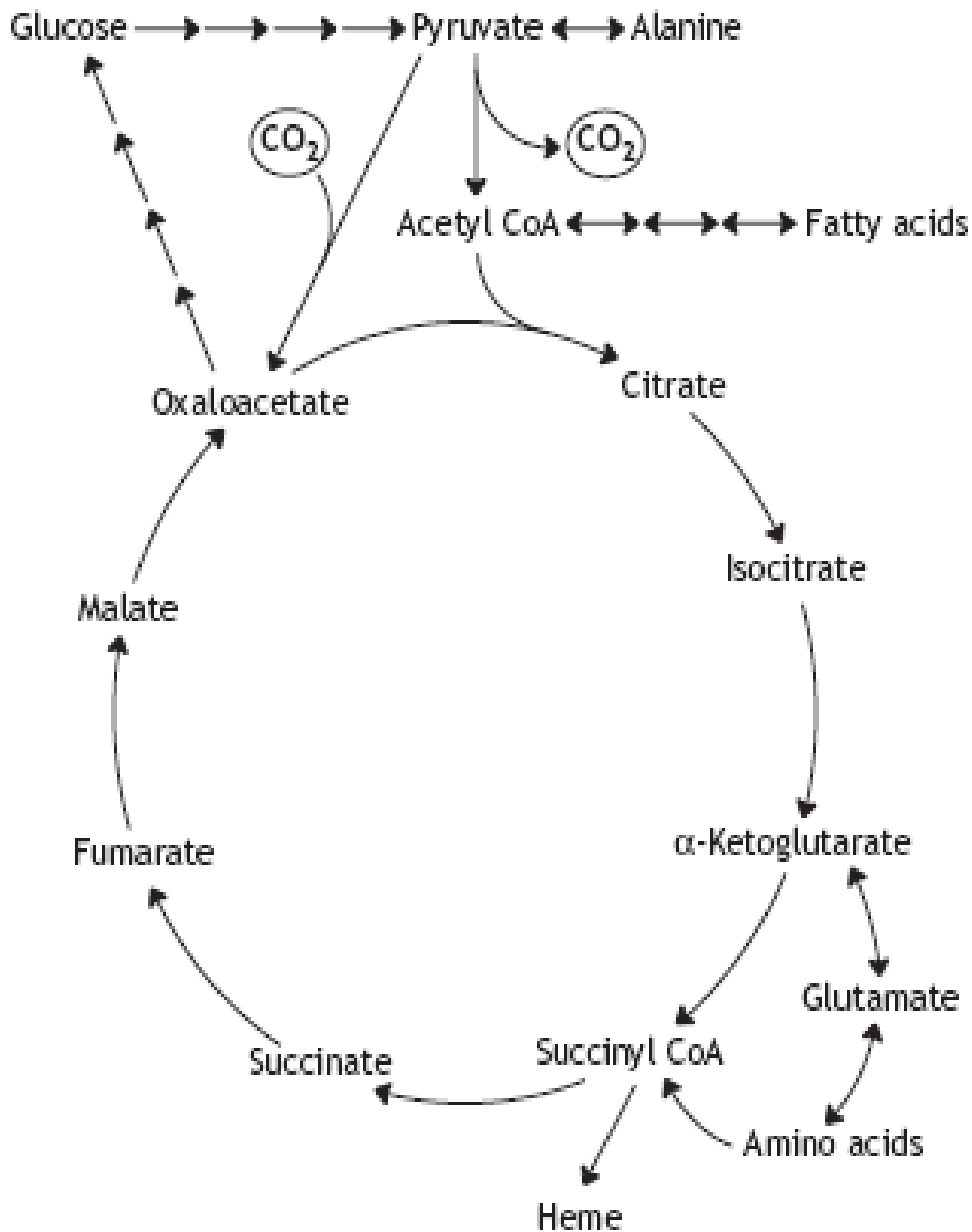 Glucose Pyruvate Alanine
CO2 CO2
Acetyl CoA Fatty acids
Citrate
Oxaloacetate
Isocitrate
Malate
α-Ketoglutarate
Fumarate
Glutamate
Succinyl CoA
Succinate
Amino acids
Heme